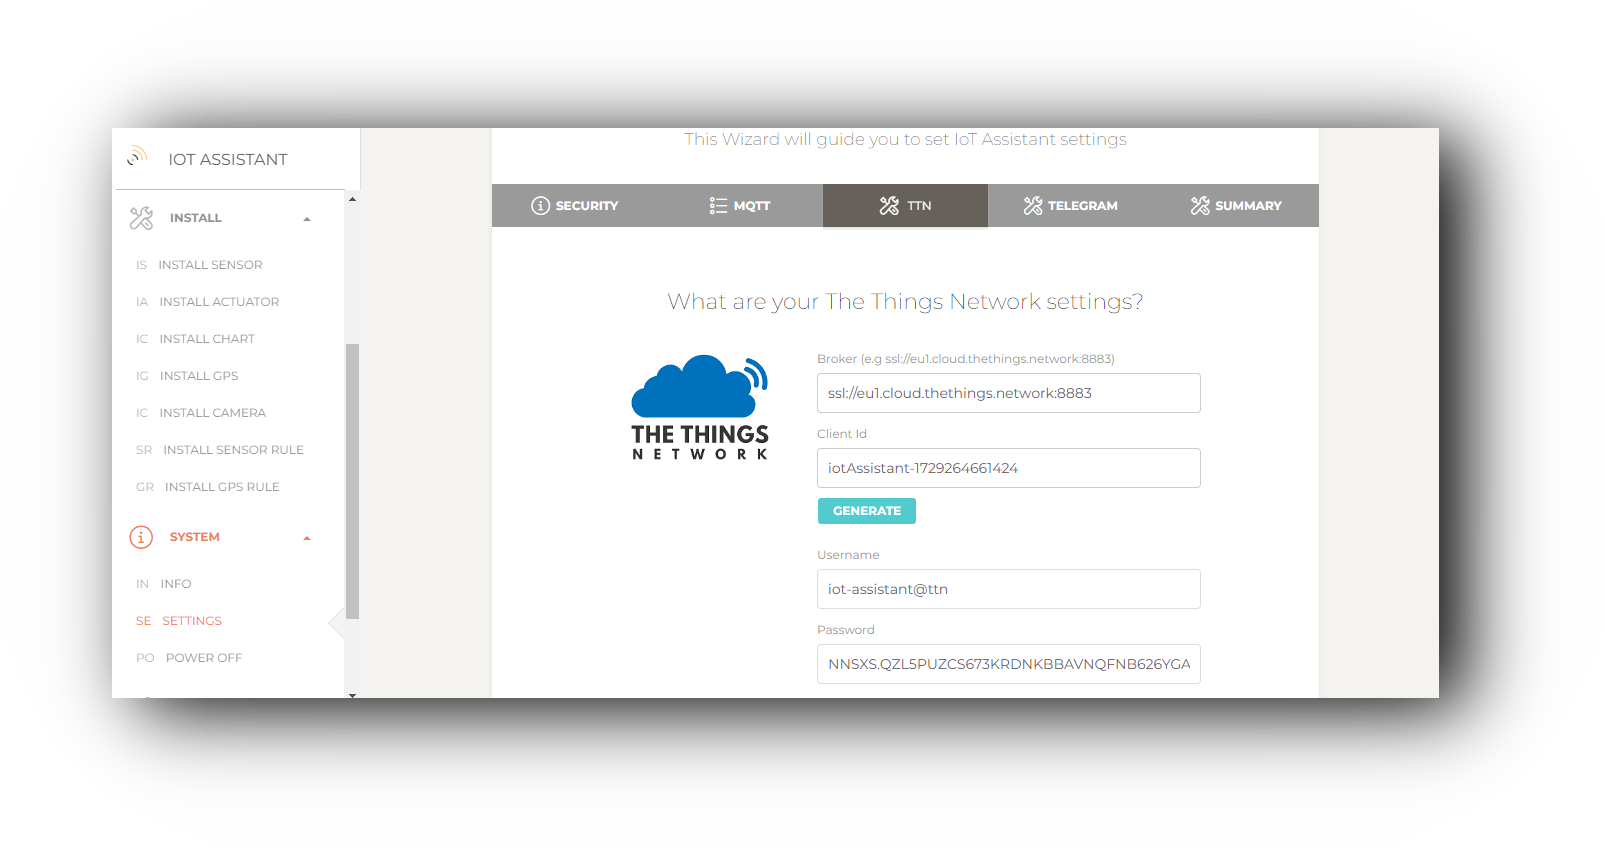 IOT ASSISTANT
INSTALL
IS INSTALL SENSOR
IA INSTALL ACTUATOR
IC INSTALL CHART
IG INSTALL GPS
IC INSTALL CAMERA
SR INSTALL SENSOR RULE
GR INSTALL GPS RULE
SYSTEM
IN INFO
SE SETTINGS
PO POWER OFF
This Wizard will guide you to set IoT Assistant settings
SECURITY MQTT TTN TELEGRAM SUMMARY
What are your The Things Network settings?
THE THINGS
NETWORK
Broker (e.g ssl://eu1.cloud.thethings.network:8883)
ssl://eu1.cloud.thethings.network:8883
Client Id
iotAssistant-1729264661424
GENERATE
Username
iot-assistant@ttn
Password
NNSXS.QZL5PUZCS673KRDNKBBAVNQFNB626YGA